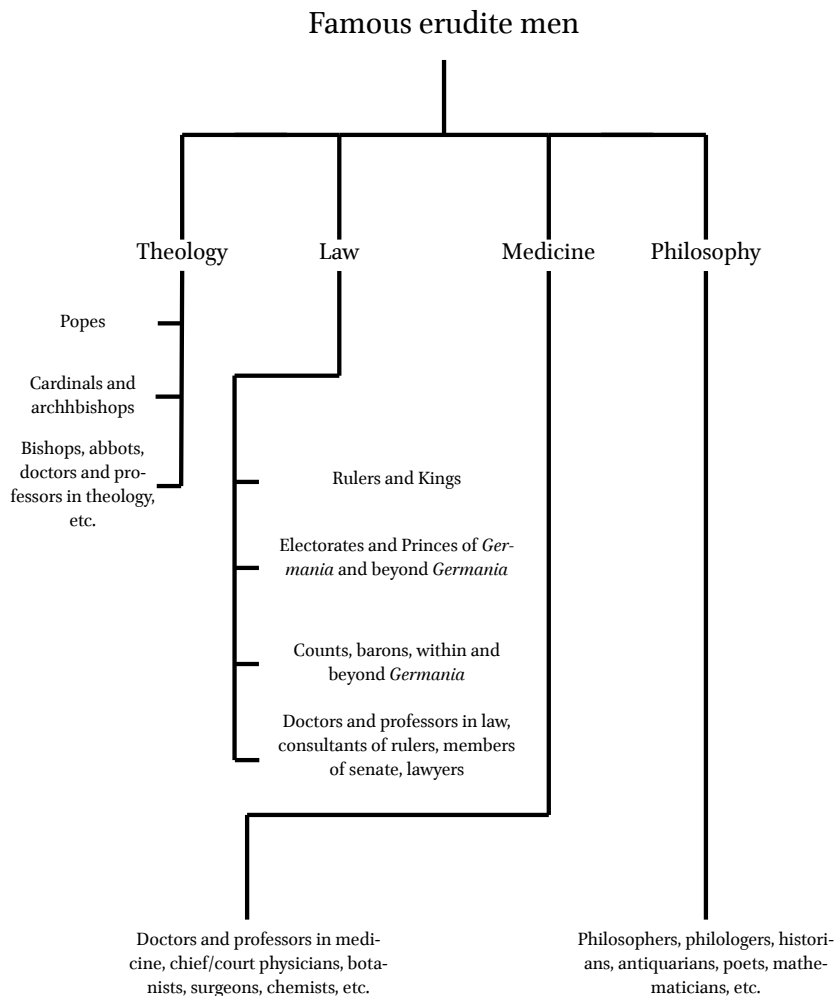 Famous erudite men
Theology
Law
Medicine
Philosophy
Popes
Cardinals and
archhbishops
Bishops, abbots,
doctors and pro-
fessors in theology,
etc.
Rulers and Kings
Electorates and Princes of Ger-
mania and beyond Germania
Counts, barons, within and
beyond Germania
Doctors and professors in law,
consultants of rulers, members
of senate, lawyers
Doctors and professors in medi-
cine, chief/court physicians, bota-
nists, surgeons, chemists, etc.
Philosophers, philologers, histori-
ans, antiquarians, poets, mathe-
maticians, etc.